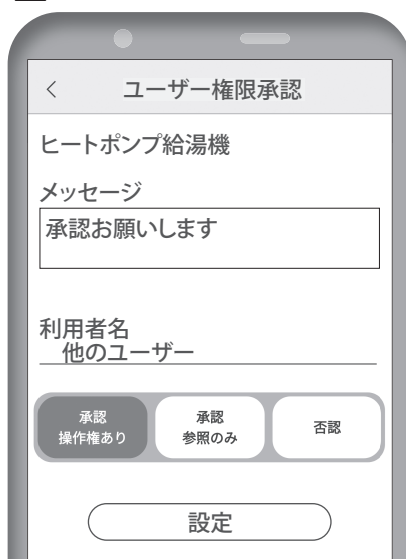 ユーザー権限承認
ヒートポンプ給湯機
メッセージ
承認お願いします
利用者名
他のユーザー
承認
操作権あり
承認
参照のみ
否認
設定